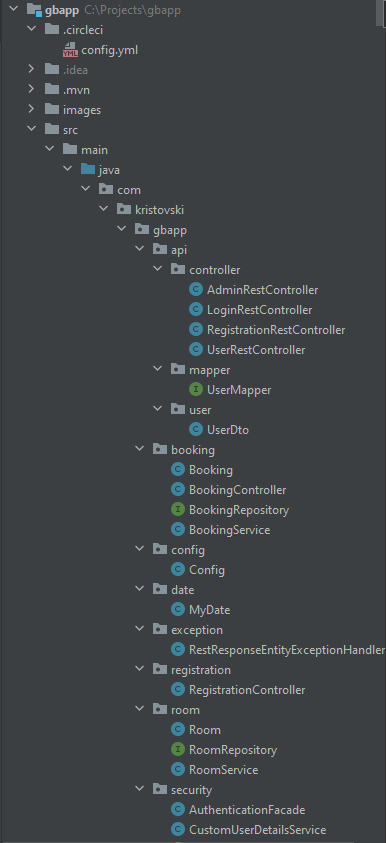 gbapp C:\Projects\gbapp
.circleci
YML config.yml
.idea
.mvn
images
src
main
java
com
kristovski
gbapp
api
controller
C AdminRestController
C LoginRestController
C RegistrationRestController
C UserRestController
mapper
I UserMapper
user
C UserDto
booking
C Booking
C BookingController
I BookingRepository
C BookingService
config
C Config
date
C MyDate
exception
C RestResponseEntityExceptionHandler
registration
C RegistrationController
room
C Room
I RoomRepository
C RoomService
security
C AuthenticationFacade
C CustomUserDetailsService